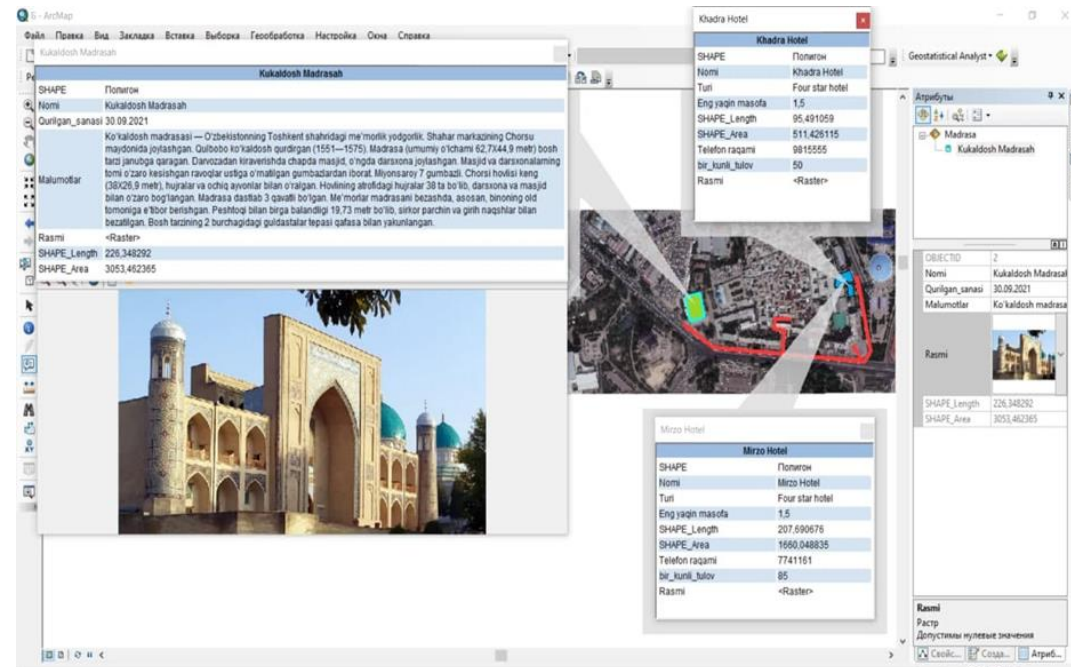 Б - ArcMap
Файл Правка Вид Закладка Вставка Выборка Геообработка Настройка Окна Справка
Geostatistical Analyst
Kukaldosh Madrasah
Kukaldosh Madrasah
SHAPE Полигон
Nomi Kukaldosh Madrasah
Qurilgan_sanasi 30.09.2021
Malumotlar
Ko'kaldosh madrasasi — O'zbekistonning Toshkent shahridagi me'morlik yodgorlik. Shahar markazining Chorsu
maydonida joylashgan. Qulbobo ko'kaldosh qurdirgan (1551—1575). Madrasa (umumiy o'lchami 62,7X44,9 metr) bosh
tarzi janubga qaragan. Darvozadan kiraverishda chapda masjid, o'ngda darsxona joylashgan. Masjid va darsxonalarning
tomi o'zaro kesishgan ravoqlar ustiga o'rnatilgan gumbazlardan iborat. Miyonsaroy 7 gumbazli. Chorsi hovlisi keng
(38X26,9 metr), hujralar va ochiq ayvonlar bilan o'ralgan. Hovlining atrofidagi hujralar 38 ta bo'lib, darsxona va masjid
bilan o'zaro bog'langan. Madrasa dastlab 3 qavatli bo'lgan. Me'morlar madrasani bezashda, asosan, binoning old
tomoniga e'tibor berishgan. Peshtoqi bilan birga balandligi 19,73 metr bo'lib, sirkor parchin va girih naqshlar bilan
bezatilgan. Bosh tarzining 2 burchagidagi guldastalar tepasi qafasa bilan yakunlangan.
Rasmi <Raster>
SHAPE_Length 226,348292
SHAPE_Area 3053,462365
Khadra Hotel
Khadra Hotel
SHAPE Полигон
Nomi Khadra Hotel
Turi Four star hotel
Eng yaqin masofa 1,5
SHAPE_Length 95,491059
SHAPE_Area 511,426115
Telefon raqami 9815555
bir_kunli_tulov 50
Rasmi <Raster>
Mirzo Hotel
Mirzo Hotel
SHAPE Полигон
Nomi Mirzo Hotel
Turi Four star hotel
Eng yaqin masofa 1,5
SHAPE_Length 207,690676
SHAPE_Area 1660,048835
Telefon raqami 7741161
bir_kunli_tulov 85
Rasmi <Raster>
Атрибуты
Madrasa
Kukaldosh Madrasah
OBJECTID 2
Nomi Kukaldosh Madrasah
Qurilgan_sanasi 30.09.2021
Malumotlar Ko'kaldosh madrasa
Rasmi
SHAPE_Length 226,348292
SHAPE_Area 3053,462365
Rasmi
Растр
Допустимы нулевые значения
Свойс... Созда... Атриб...